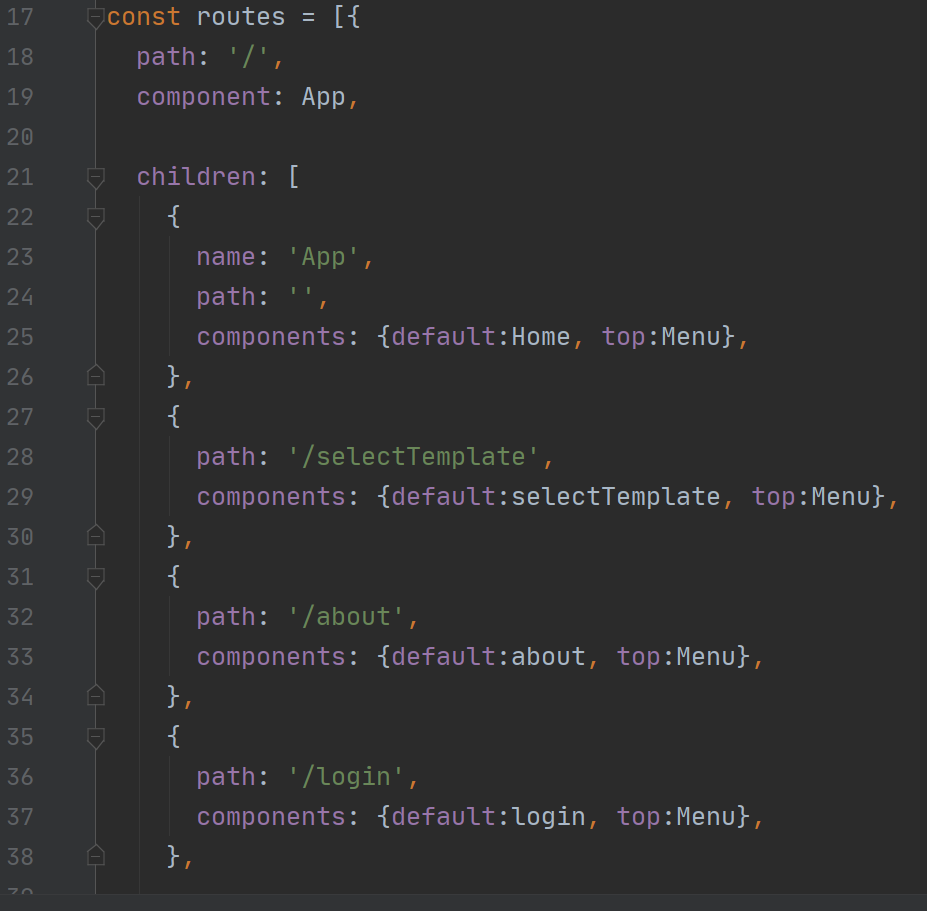 17 const routes = [{
18   path: '/',
19   component: App,
20
21   children: [
22     {
23       name: 'App',
24       path: '',
25       components: {default:Home, top:Menu},
26     },
27     {
28       path: '/selectTemplate',
29       components: {default:selectTemplate, top:Menu},
30     },
31     {
32       path: '/about',
33       components: {default:about, top:Menu},
34     },
35     {
36       path: '/login',
37       components: {default:login, top:Menu},
38     },
39